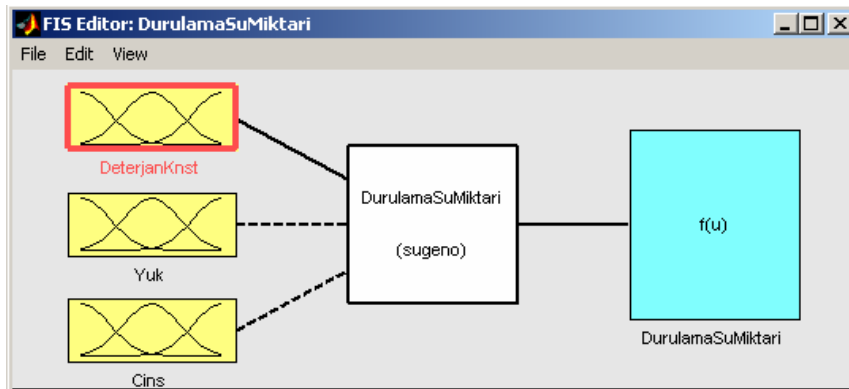 FIS Editor: DurulamaSuMiktari
File Edit View
DeterjanKnst
Yuk
Cins
DurulamaSuMiktari
(sugeno)
f(u)
DurulamaSuMiktari